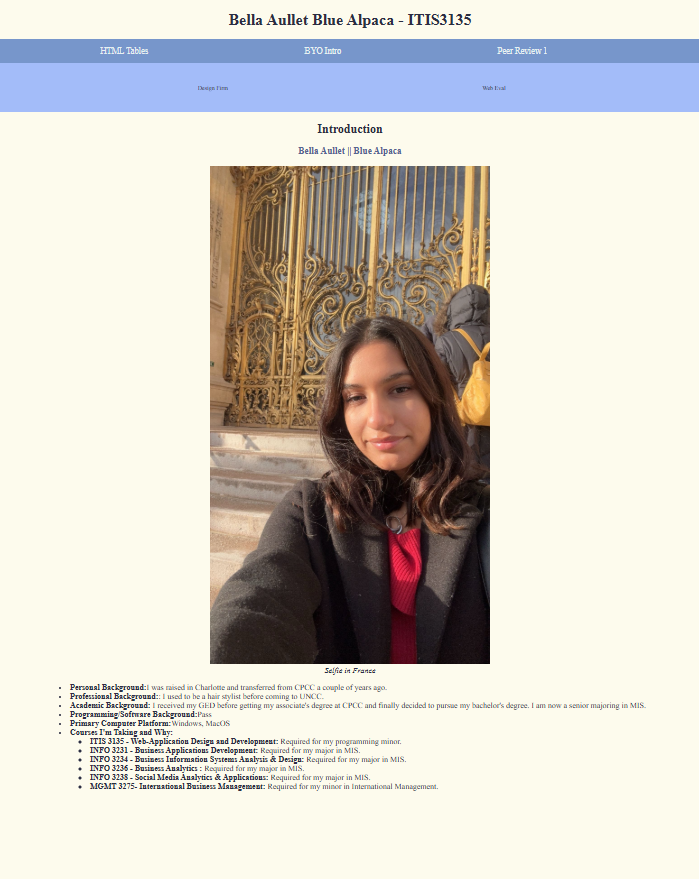 Bella Aullet Blue Alpaca - ITIS3135
HTML Tables BYO Intro Peer Review 1
Design Firm Web Eval
Introduction
Bella Aullet || Blue Alpaca
Selfie in France
Personal Background:I was raised in Charlotte and transferred from CPCC a couple of years ago.
Professional Background:: I used to be a hair stylist before coming to UNCC.
Academic Background: I received my GED before getting my associate's degree at CPCC and finally decided to pursue my bachelor's degree. I am now a senior majoring in MIS.
Programming/Software Background:Pass
Primary Computer Platform:Windows, MacOS
Courses I'm Taking and Why:
ITIS 3135 - Web-Application Design and Development: Required for my programming minor.
INFO 3231 - Business Applications Development: Required for my major in MIS.
INFO 3234 - Business Information Systems Analysis & Design: Required for my major in MIS.
INFO 3236 - Business Analytics : Required for my major in MIS.
INFO 3238 - Social Media Analytics & Applications: Required for my major in MIS.
MGMT 3275- International Business Management: Required for my minor in International Management.